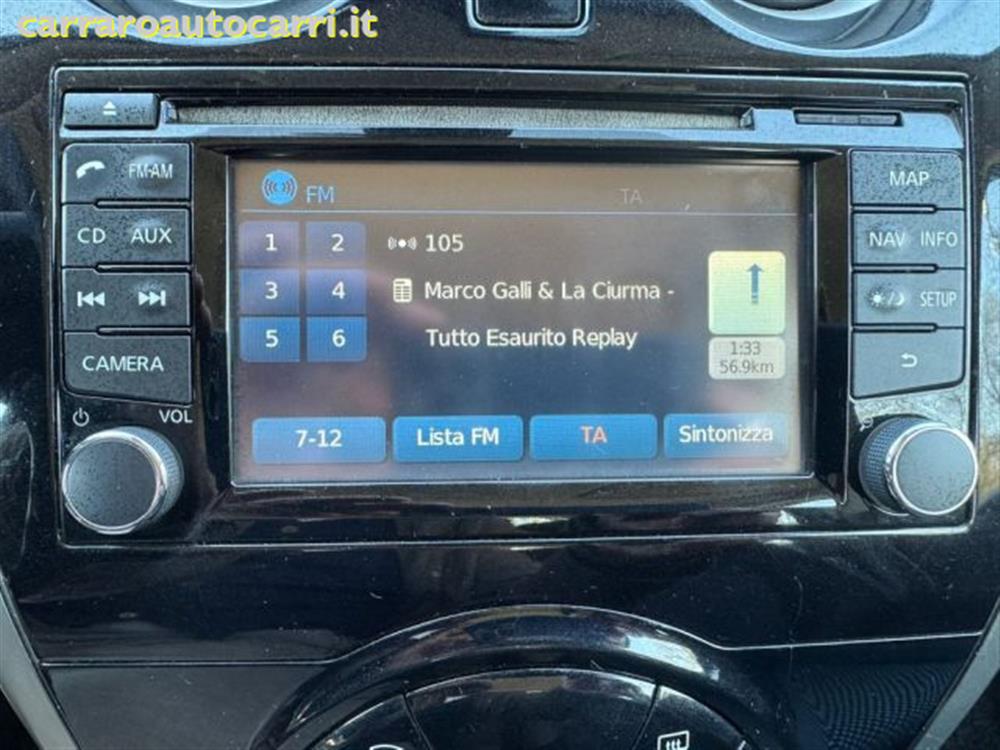 carraroautocarri.it
FM-AM
MAP
FM
TA
CD AUX
1 2
105
NAV INFO
3 4
Marco Galli & La Ciurma -
SETUP
5 6
Tutto Esaurito Replay
1:33
56.9km
CAMERA
VOL
7-12
Lista FM
TA
Sintonizza